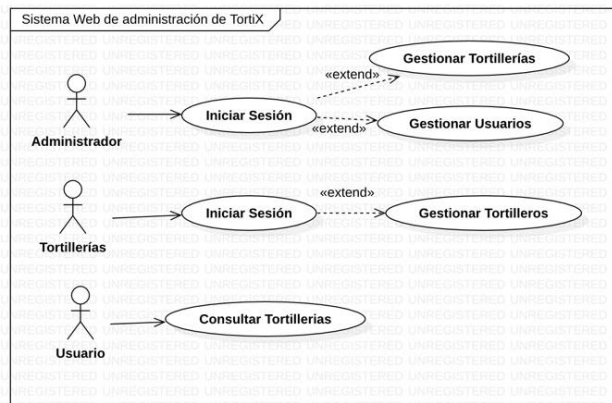 Sistema Web de administración de TortiX
«extend»
Gestionar Tortillerías
Iniciar Sesión
«extend»
Gestionar Usuarios
Administrador
Iniciar Sesión
«extend»
Gestionar Tortilleros
Tortillerías
Consultar Tortillerias
Usuario
UNREGISTERED